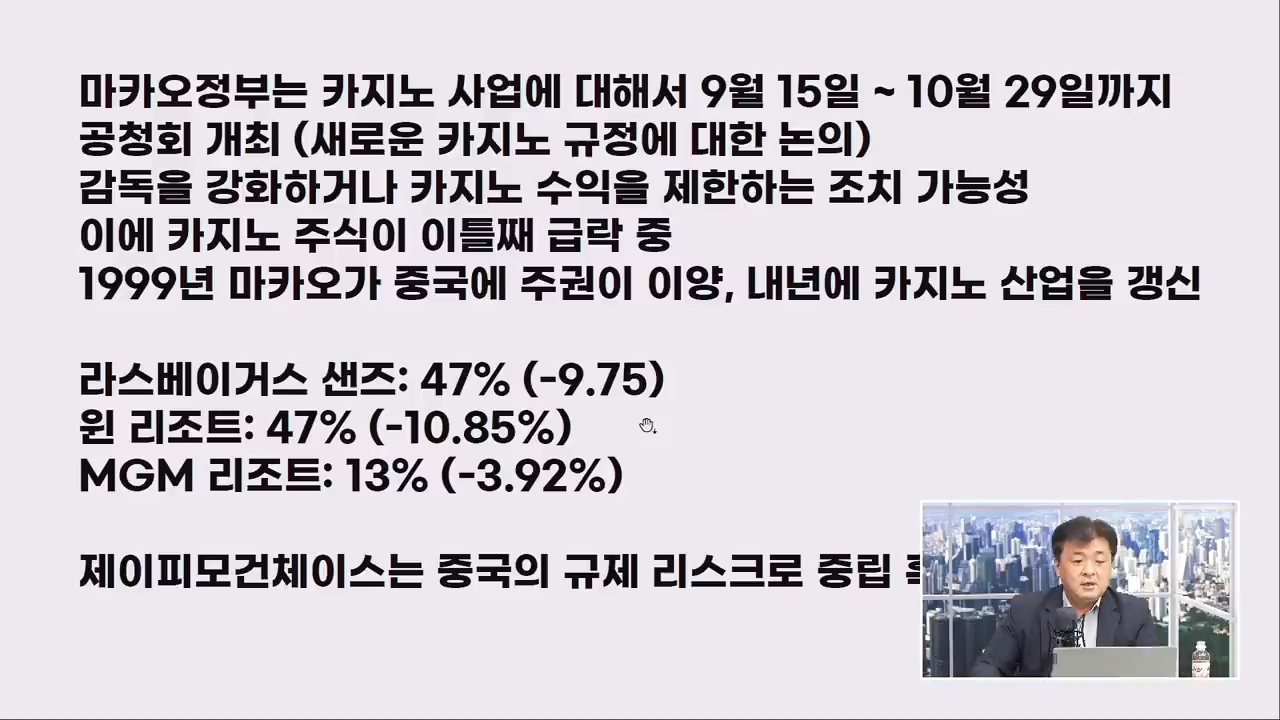 마카오정부는 카지노 사업에 대해서 9월 15일 ~ 10월 29일까지
공청회 개최 (새로운 카지노 규정에 대한 논의)
감독을 강화하거나 카지노 수익을 제한하는 조치 가능성
이에 카지노 주식이 이틀째 급락 중
1999년 마카오가 중국에 주권이 이양, 내년에 카지노 산업을 갱신
라스베이거스 샌즈: 47% (-9.75)
윈 리조트: 47% (-10.85%)
MGM 리조트: 13% (-3.92%)
제이피모건체이스는 중국의 규제 리스크로 중립